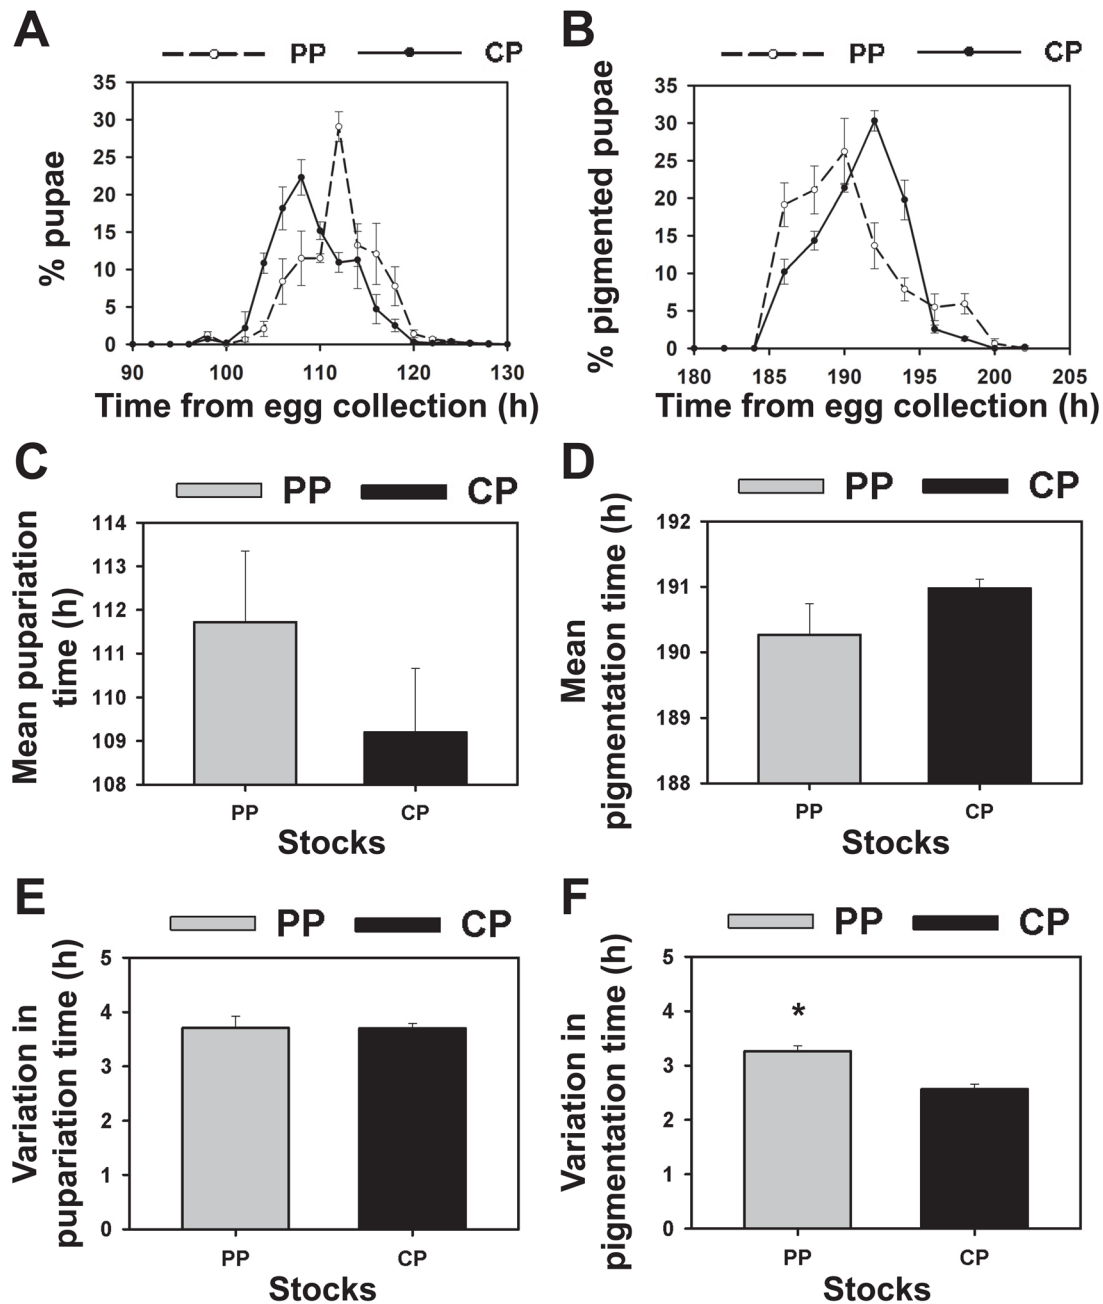 A
PP CP
% pupae
35
30
25
20
15
10
5
0
90 100 110 120 130
Time from egg collection (h)
B
PP CP
% pigmented pupae
35
30
25
20
15
10
5
0
180 185 190 195 200 205
Time from egg collection (h)
C
PP CP
Mean pupariation
time (h)
114
113
112
111
110
109
108
PP CP
Stocks
D
PP CP
Mean
pigmentation time (h)
192
191
190
189
188
PP CP
Stocks
E
PP CP
Variation in
pupariation time (h)
5
4
3
2
1
0
PP CP
Stocks
F
PP CP
Variation in
pigmentation time (h)
5
4
3
2
1
0
*
PP CP
Stocks